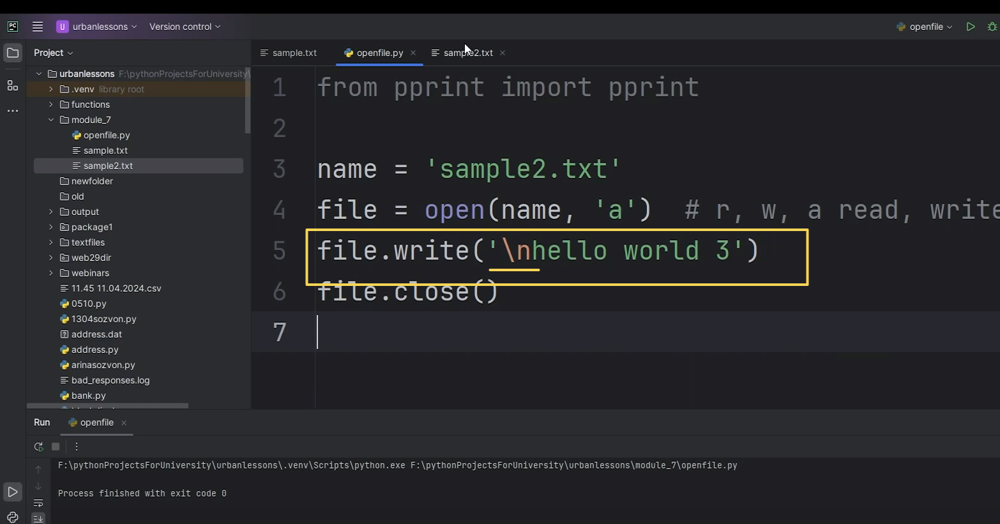 PC U urbanlessons Version control openfile
Project sample.txt openfile.py sample2.txt
urbanlessons F:\pythonProjectsForUniversity\
.venv library root
functions
module_7
openfile.py
sample.txt
sample2.txt
newfolder
old
output
package1
textfiles
web29dir
webinars
11.45 11.04.2024.csv
0510.py
1304sozvon.py
address.dat
address.py
arinasozvon.py
bad_responses.log
bank.py
1 from pprint import pprint
2
3 name = 'sample2.txt'
4 file = open(name, 'a') # r, w, a read, write
5 file.write('\nhello world 3')
6 file.close()
7
Run openfile
F:\pythonProjectsForUniversity\urbanlessons\.venv\Scripts\python.exe F:\pythonProjectsForUniversity\urbanlessons\module_7\openfile.py
Process finished with exit code 0